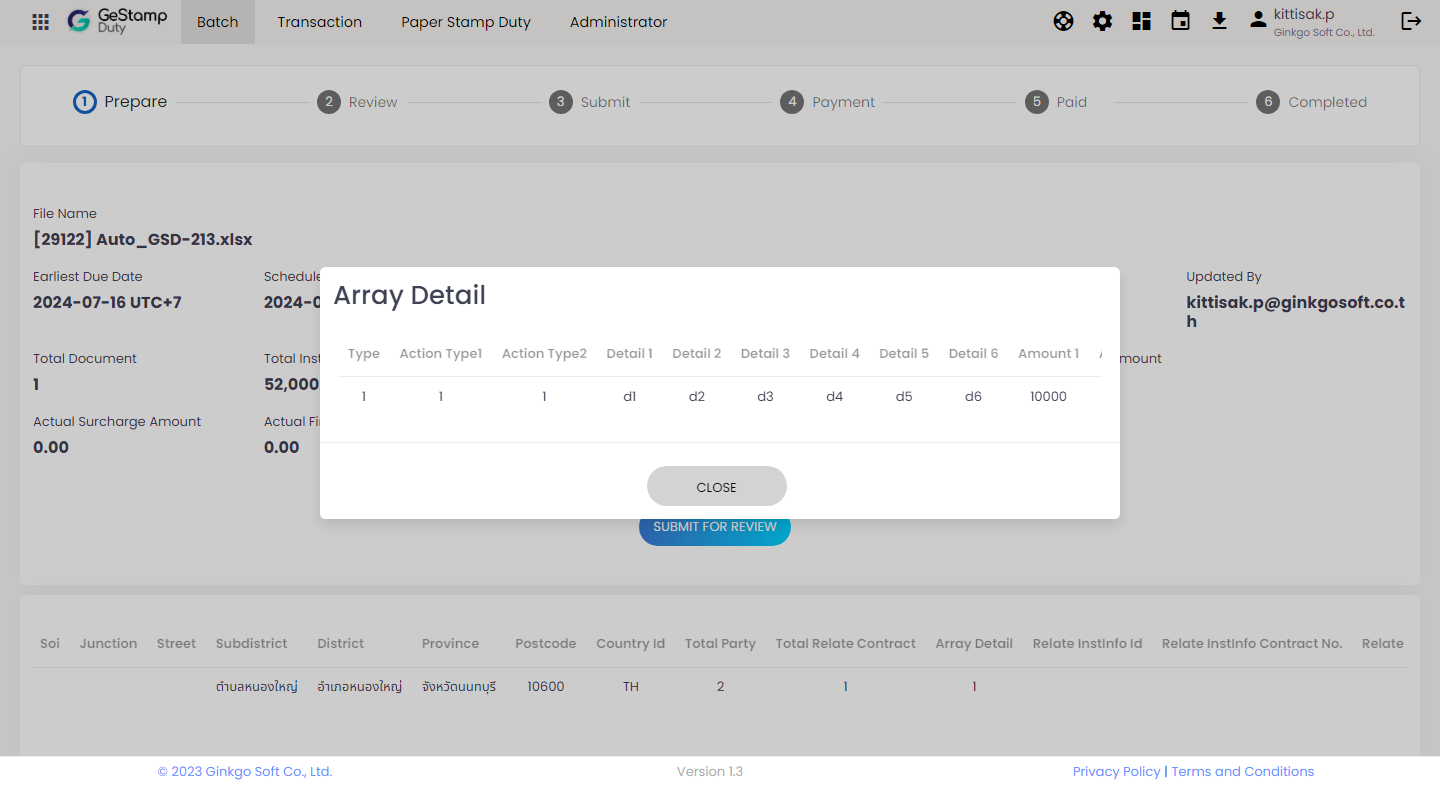 GeStamp
Duty
Batch
Transaction
Paper Stamp Duty
Administrator
kittisak.p
Ginkgo Soft Co., Ltd.
1 Prepare
2 Review
3 Submit
4 Payment
5 Paid
6 Completed
File Name
[29122] Auto_GSD-213.xlsx
Earliest Due Date
2024-07-16 UTC+7
Schedule
2024-0
Updated By
kittisak.p@ginkgosoft.co.t
h
Total Document
1
Total Inst
52,000
mount
Actual Surcharge Amount
0.00
Actual Fi
0.00
Array Detail
Type Action Type1 Action Type2 Detail 1 Detail 2 Detail 3 Detail 4 Detail 5 Detail 6 Amount 1
1 1 1 d1 d2 d3 d4 d5 d6 10000
CLOSE
SUBMIT FOR REVIEW
Soi Junction Street Subdistrict District Province Postcode Country Id Total Party Total Relate Contract Array Detail Relate InstInfo Id Relate InstInfo Contract No. Relate
ตำบลหนองใหญ่ อำเภอหนองใหญ่ จังหวัดนนทบุรี 10600 TH 2 1 1
© 2023 Ginkgo Soft Co., Ltd.
Version 1.3
Privacy Policy | Terms and Conditions